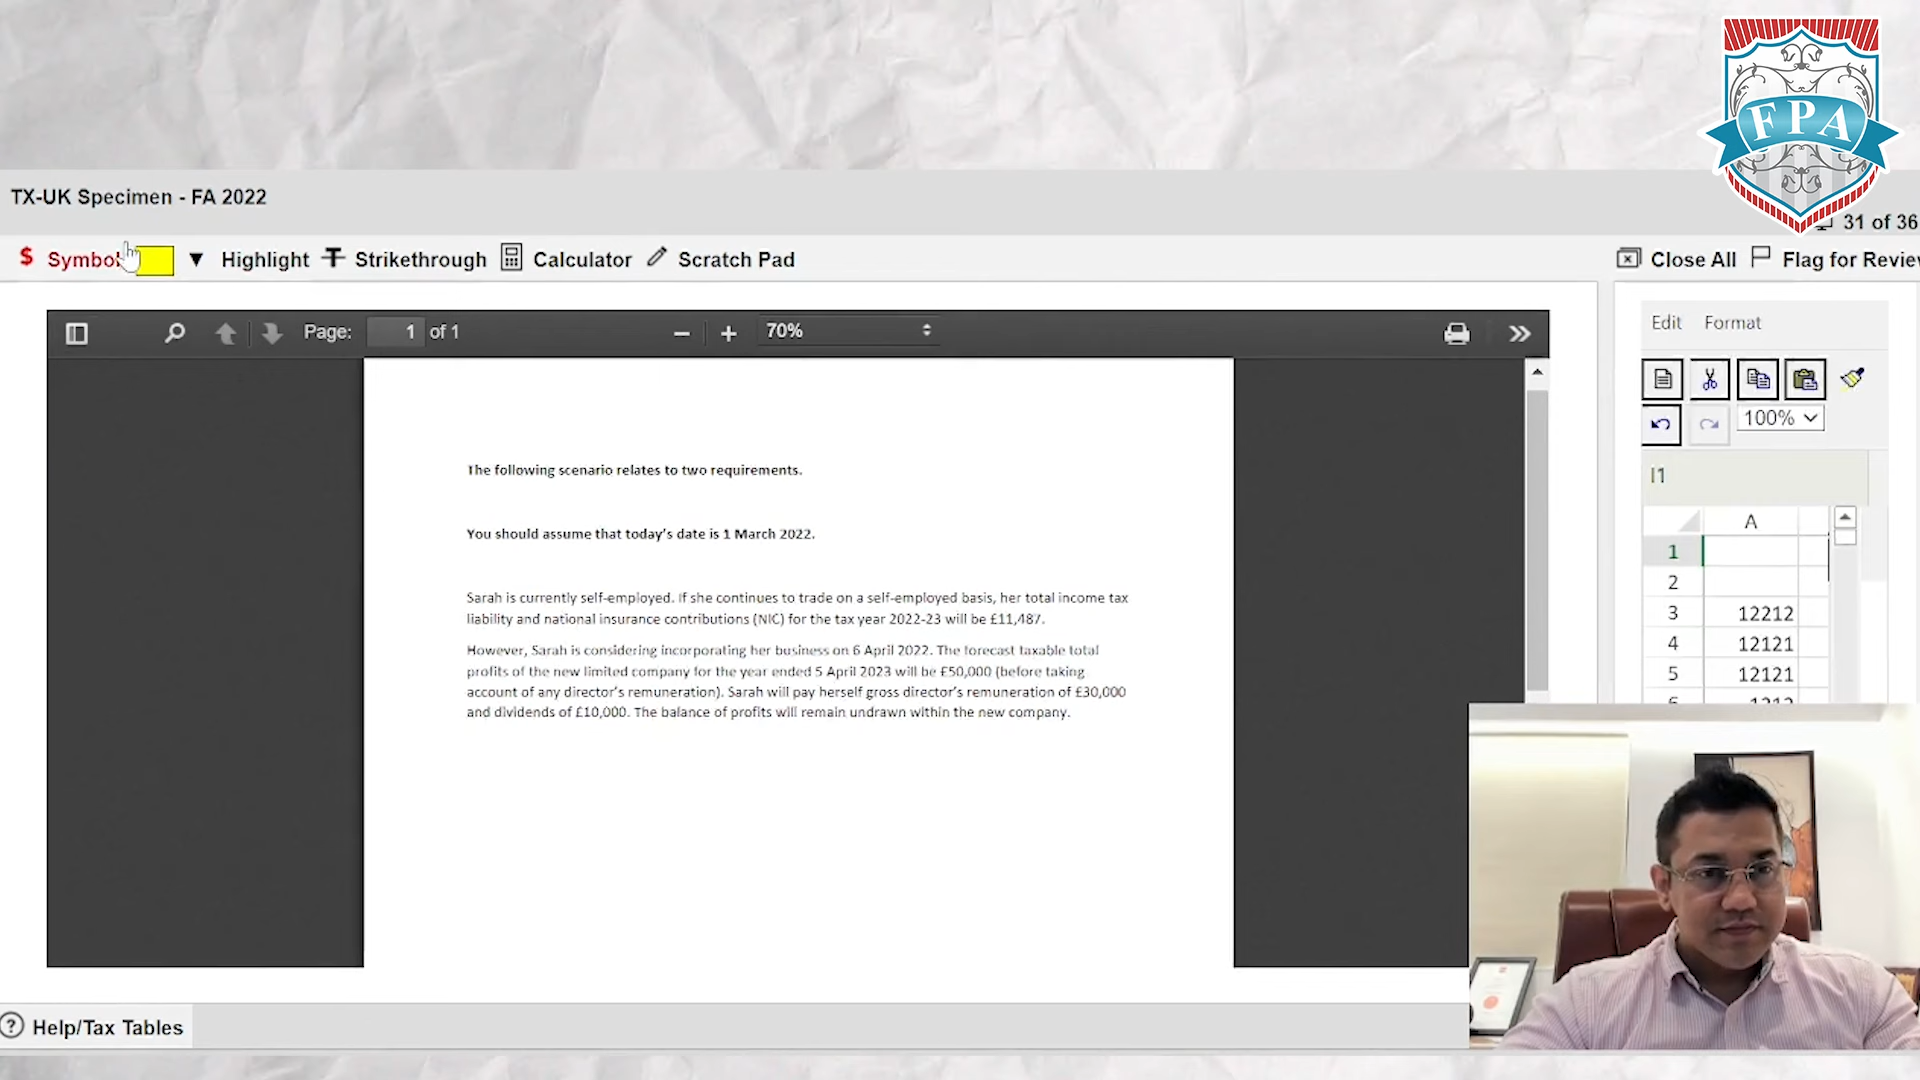 FPA
TX-UK Specimen - FA 2022
31 of 36
$ Symbol
Highlight
Strikethrough
Calculator
Scratch Pad
Close All
Flag for Review
Page: 1 of 1
70%
Edit Format
100%
I1
A
1
2
3 12212
4 12121
5 12121
6 1212
The following scenario relates to two requirements.
You should assume that today's date is 1 March 2022.
Sarah is currently self-employed. If she continues to trade on a self-employed basis, her total income tax
liability and national insurance contributions (NIC) for the tax year 2022-23 will be £11,487.
However, Sarah is considering incorporating her business on 6 April 2022. The forecast taxable total
profits of the new limited company for the year ended 5 April 2023 will be £50,000 (before taking
account of any director's remuneration). Sarah will pay herself gross director's remuneration of £30,000
and dividends of £10,000. The balance of profits will remain undrawn within the new company.
Help/Tax Tables